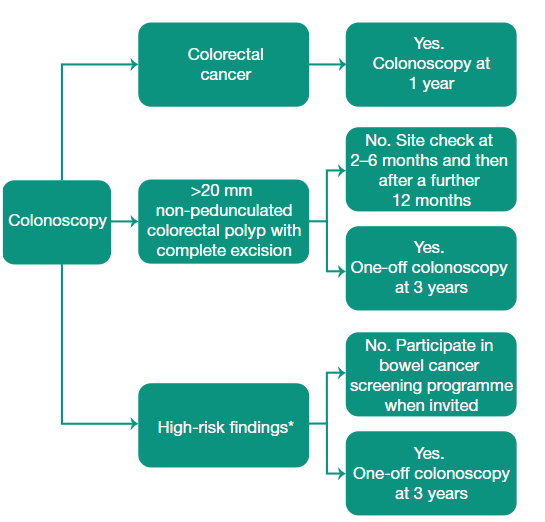 Colorectal
cancer
Yes.
Colonoscopy at
1 year
Colonoscopy
>20 mm
non-pedunculated
colorectal polyp with
complete excision
No. Site check at
2–6 months and then
after a further
12 months
Yes.
One-off colonoscopy
at 3 years
High-risk findings*
No. Participate in
bowel cancer
screening programme
when invited
Yes.
One-off colonoscopy
at 3 years